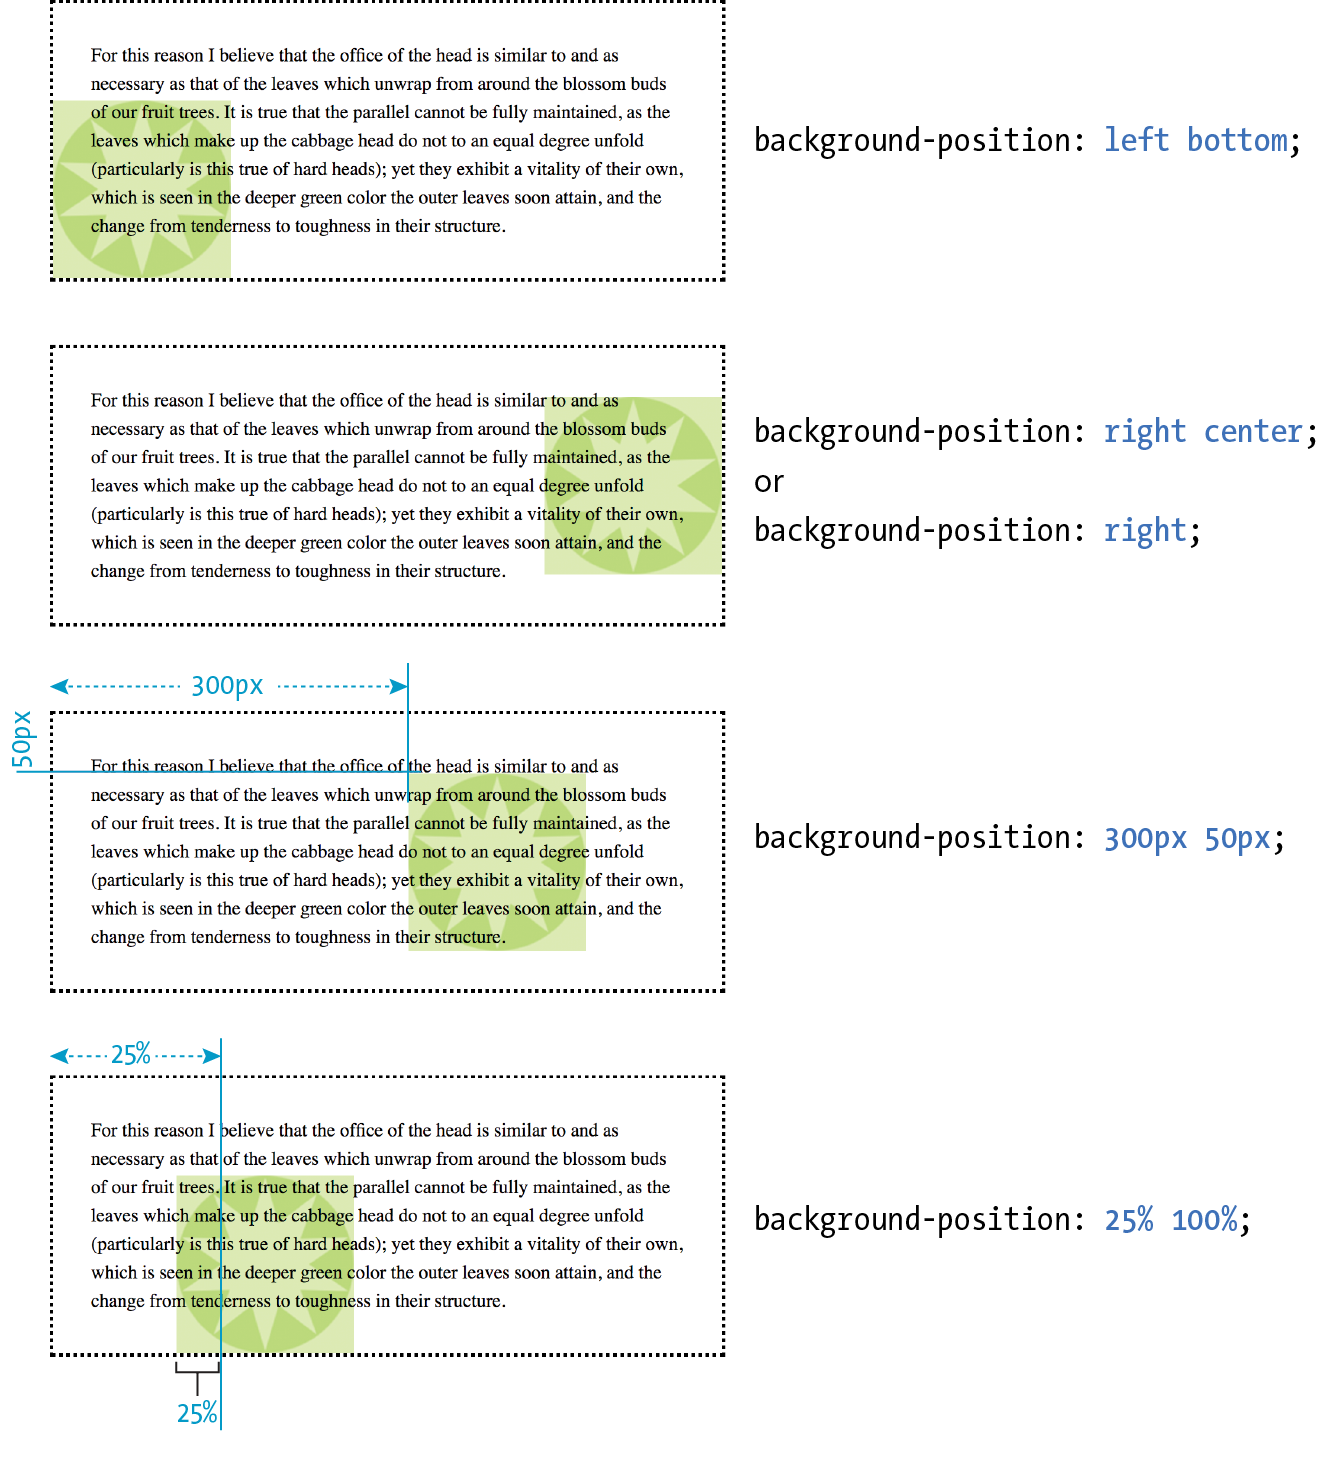 For this reason I believe that the office of the head is similar to and as
necessary as that of the leaves which unwrap from around the blossom buds
of our fruit trees. It is true that the parallel cannot be fully maintained, as the
leaves which make up the cabbage head do not to an equal degree unfold
(particularly is this true of hard heads); yet they exhibit a vitality of their own,
which is seen in the deeper green color the outer leaves soon attain, and the
change from tenderness to toughness in their structure.
background-position: left bottom;
For this reason I believe that the office of the head is similar to and as
necessary as that of the leaves which unwrap from around the blossom buds
of our fruit trees. It is true that the parallel cannot be fully maintained, as the
leaves which make up the cabbage head do not to an equal degree unfold
(particularly is this true of hard heads); yet they exhibit a vitality of their own,
which is seen in the deeper green color the outer leaves soon attain, and the
change from tenderness to toughness in their structure.
background-position: right center;
or
background-position: right;
300px
50px
For this reason I believe that the office of the head is similar to and as
necessary as that of the leaves which unwrap from around the blossom buds
of our fruit trees. It is true that the parallel cannot be fully maintained, as the
leaves which make up the cabbage head do not to an equal degree unfold
(particularly is this true of hard heads); yet they exhibit a vitality of their own,
which is seen in the deeper green color the outer leaves soon attain, and the
change from tenderness to toughness in their structure.
background-position: 300px 50px;
25%
For this reason I believe that the office of the head is similar to and as
necessary as that of the leaves which unwrap from around the blossom buds
of our fruit trees. It is true that the parallel cannot be fully maintained, as the
leaves which make up the cabbage head do not to an equal degree unfold
(particularly is this true of hard heads); yet they exhibit a vitality of their own,
which is seen in the deeper green color the outer leaves soon attain, and the
change from tenderness to toughness in their structure.
background-position: 25% 100%;
25%